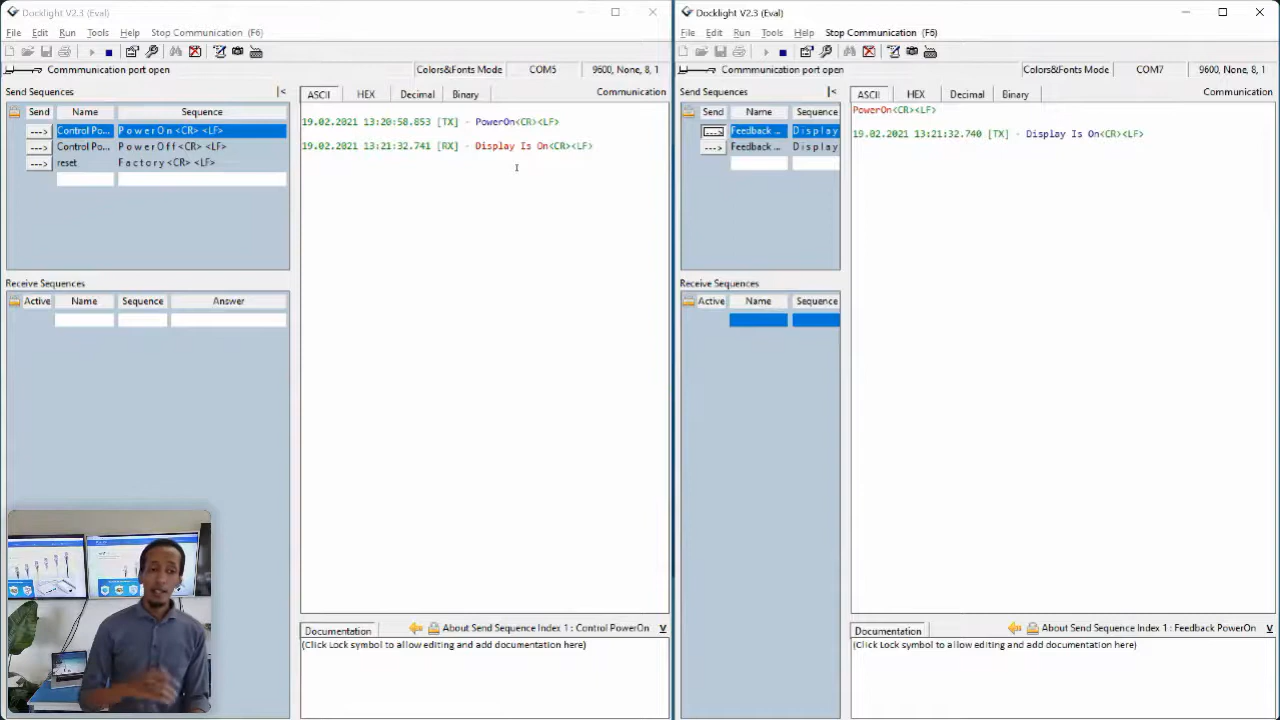 Docklight V2.3 (Eval)
File Edit Run Tools Help Stop Communication (F6)
Commmunication port open
Colors&Fonts Mode
COM5
9600, None, 8, 1
Send Sequences
Send Name Sequence
---> Control Po... PowerOn<CR><LF>
---> Control Po... PowerOff<CR><LF>
---> reset Factory<CR><LF>
Receive Sequences
Active Name Sequence Answer
ASCII HEX Decimal Binary Communication
19.02.2021 13:20:58.853 [TX] - PowerOn<CR><LF>
19.02.2021 13:21:32.741 [RX] - Display Is On<CR><LF>
Documentation
About Send Sequence Index 1 : Control PowerOn
(Click Lock symbol to allow editing and add documentation here)
Docklight V2.3 (Eval)
File Edit Run Tools Help Stop Communication (F6)
Commmunication port open
Colors&Fonts Mode
COM7
9600, None, 8, 1
Send Sequences
Send Name Sequence
---> Feedback ... Display
---> Feedback ... Display
Receive Sequences
Active Name Sequence
ASCII HEX Decimal Binary Communication
PowerOn<CR><LF>
19.02.2021 13:21:32.740 [TX] - Display Is On<CR><LF>
Documentation
About Send Sequence Index 1 : Feedback PowerOn
(Click Lock symbol to allow editing and add documentation here)